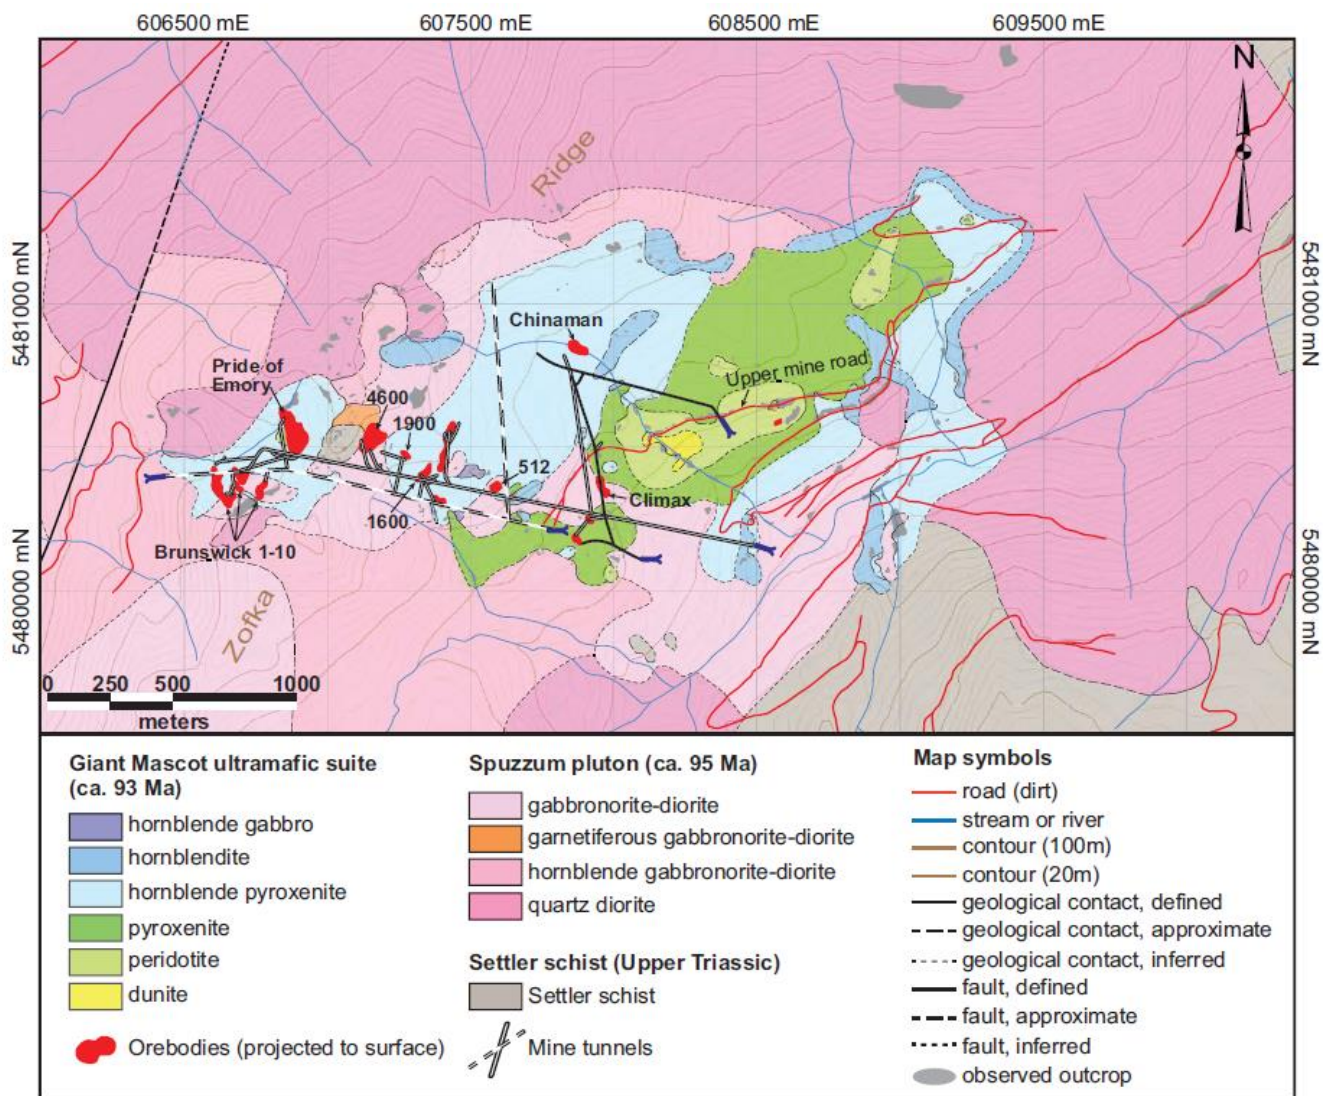 606500 mE 607500 mE 608500 mE 609500 mE
N
Ridge
5481000 mN
5481000 mN
Chinaman
Pride of
Emory
Upper mine road
4600
1900
512
Climax
1600
Brunswick 1-10
5480000 mN
5480000 mN
Zofka
0 250 500 1000
meters
Giant Mascot ultramafic suite
(ca. 93 Ma)
hornblende gabbro
hornblendite
hornblende pyroxenite
pyroxenite
peridotite
dunite
Orebodies (projected to surface)
Spuzzum pluton (ca. 95 Ma)
gabbronorite-diorite
garnetiferous gabbronorite-diorite
hornblende gabbronorite-diorite
quartz diorite
Settler schist (Upper Triassic)
Settler schist
Mine tunnels
Map symbols
road (dirt)
stream or river
contour (100m)
contour (20m)
geological contact, defined
geological contact, approximate
geological contact, inferred
fault, defined
fault, approximate
fault, inferred
observed outcrop